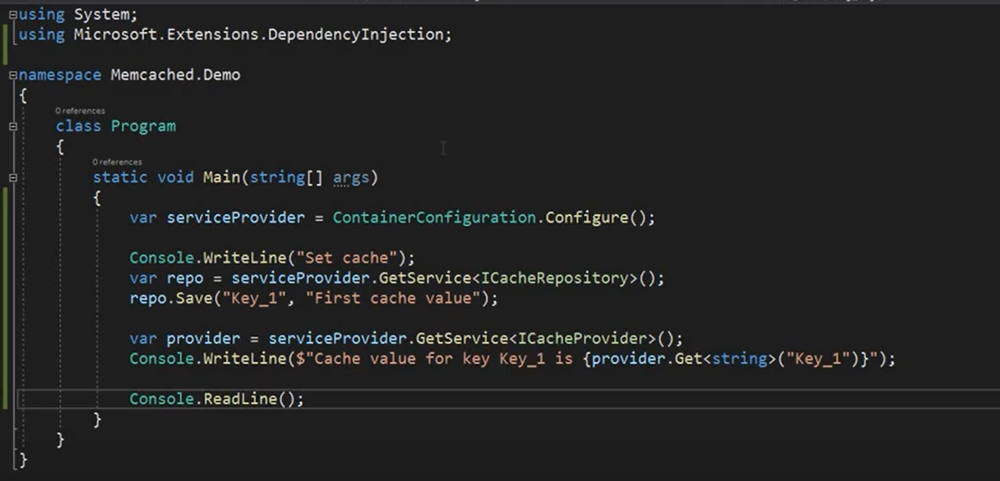 using System;
using Microsoft.Extensions.DependencyInjection;
namespace Memcached.Demo
{
0 references
class Program
{
0 references
static void Main(string[] args)
{
var serviceProvider = ContainerConfiguration.Configure();
Console.WriteLine("Set cache");
var repo = serviceProvider.GetService<ICacheRepository>();
repo.Save("Key_1", "First cache value");
var provider = serviceProvider.GetService<ICacheProvider>();
Console.WriteLine($"Cache value for key Key_1 is {provider.Get<string>("Key_1")}");
Console.ReadLine();
}
}
}